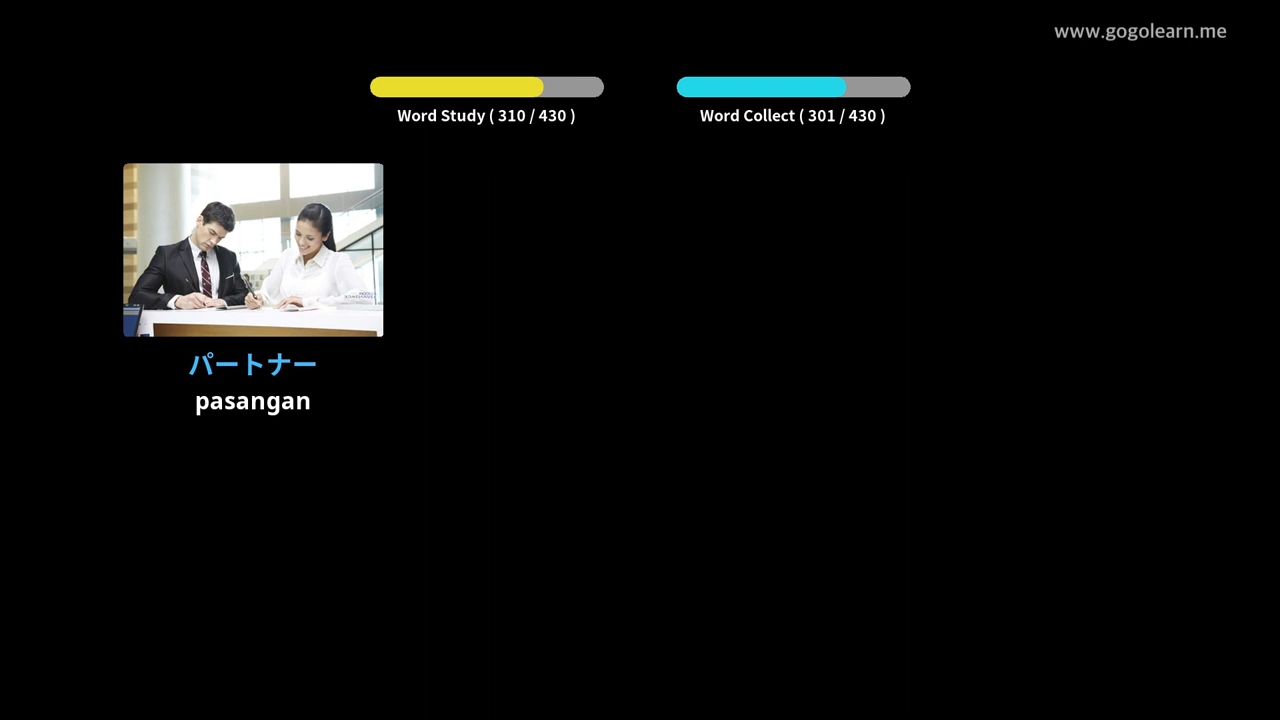 www.gogolearn.me
Word Study ( 310 / 430 )
Word Collect ( 301 / 430 )
パートナー
pasangan